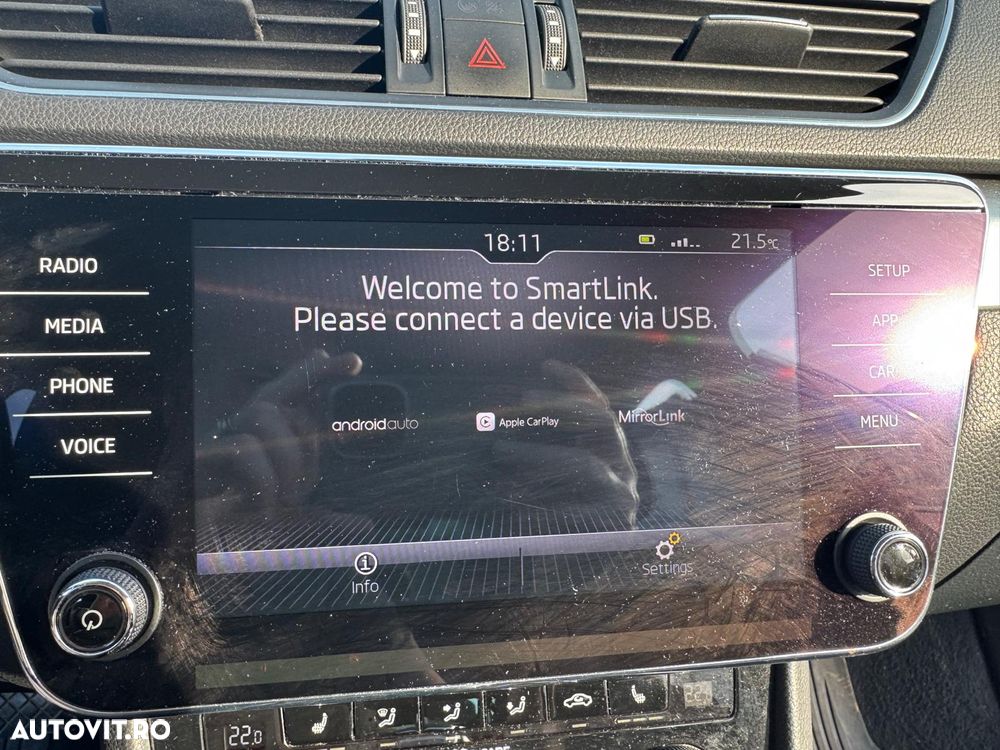 18:11
21.5°C
RADIO
MEDIA
PHONE
VOICE
SETUP
APP
CAR
MENU
Welcome to SmartLink.
Please connect a device via USB.
androidauto
Apple CarPlay
MirrorLink
Info
Settings
22.0
AUTOVIT.RO